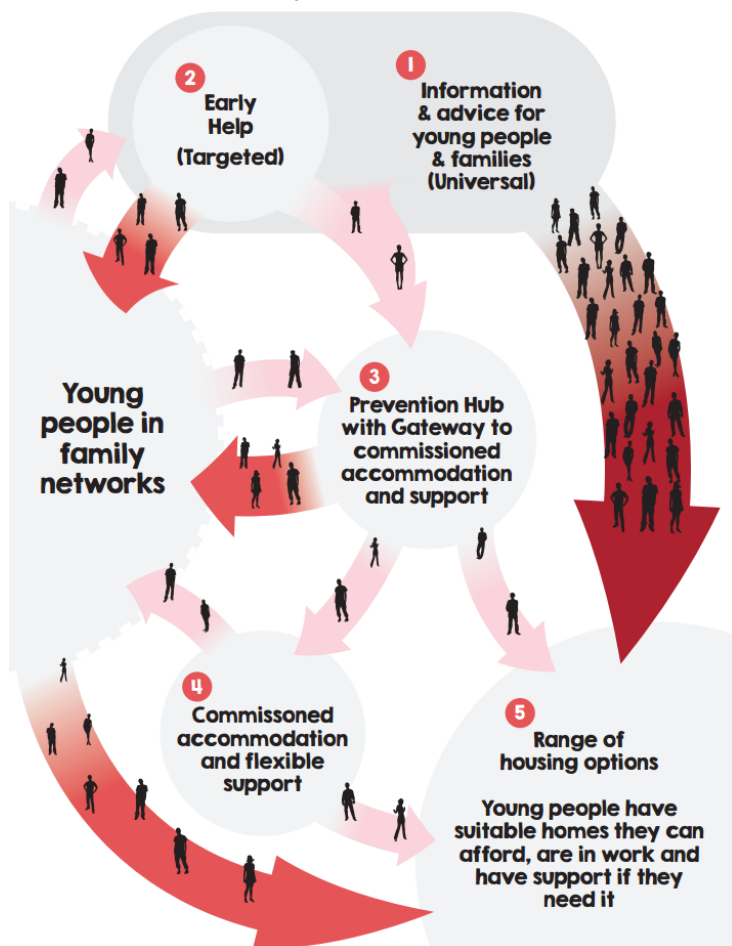 1
Information
& advice for
young people
& families
(Universal)
2
Early
Help
(Targeted)
Young
people in
family
networks
3
Prevention Hub
with Gateway to
commissioned
accommodation
and support
4
Commissoned
accommodation
and flexible
support
5
Range of
housing options
Young people have
suitable homes they can
afford, are in work and
have support if they
need it